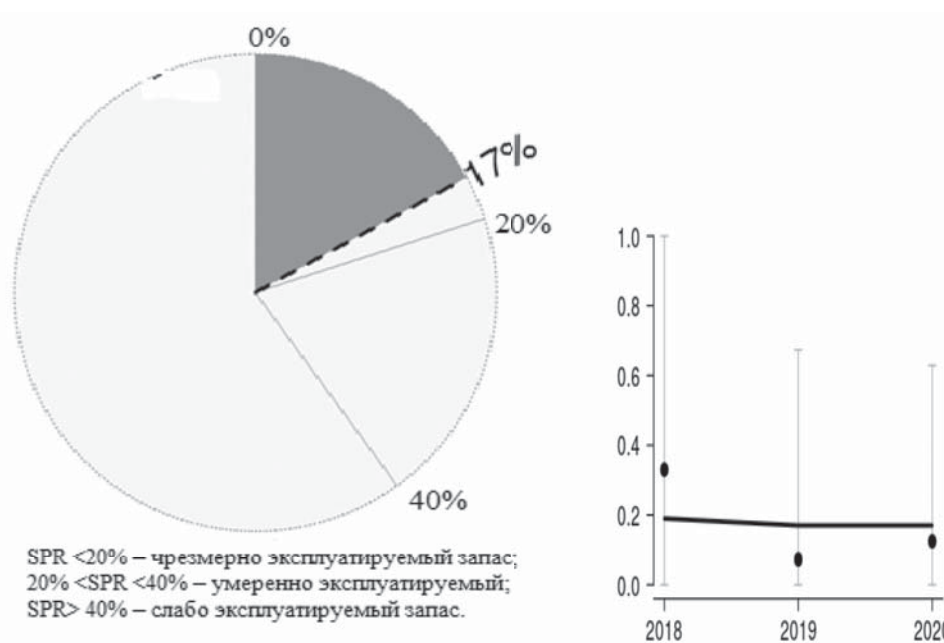 0%
17%
20%
40%
SPR <20% – чрезмерно эксплуатируемый запас;
20% <SPR <40% – умеренно эксплуатируемый;
SPR> 40% – слабо эксплуатируемый запас.
1.0
0.8
0.6
0.4
0.2
0.0
2018 2019 2020